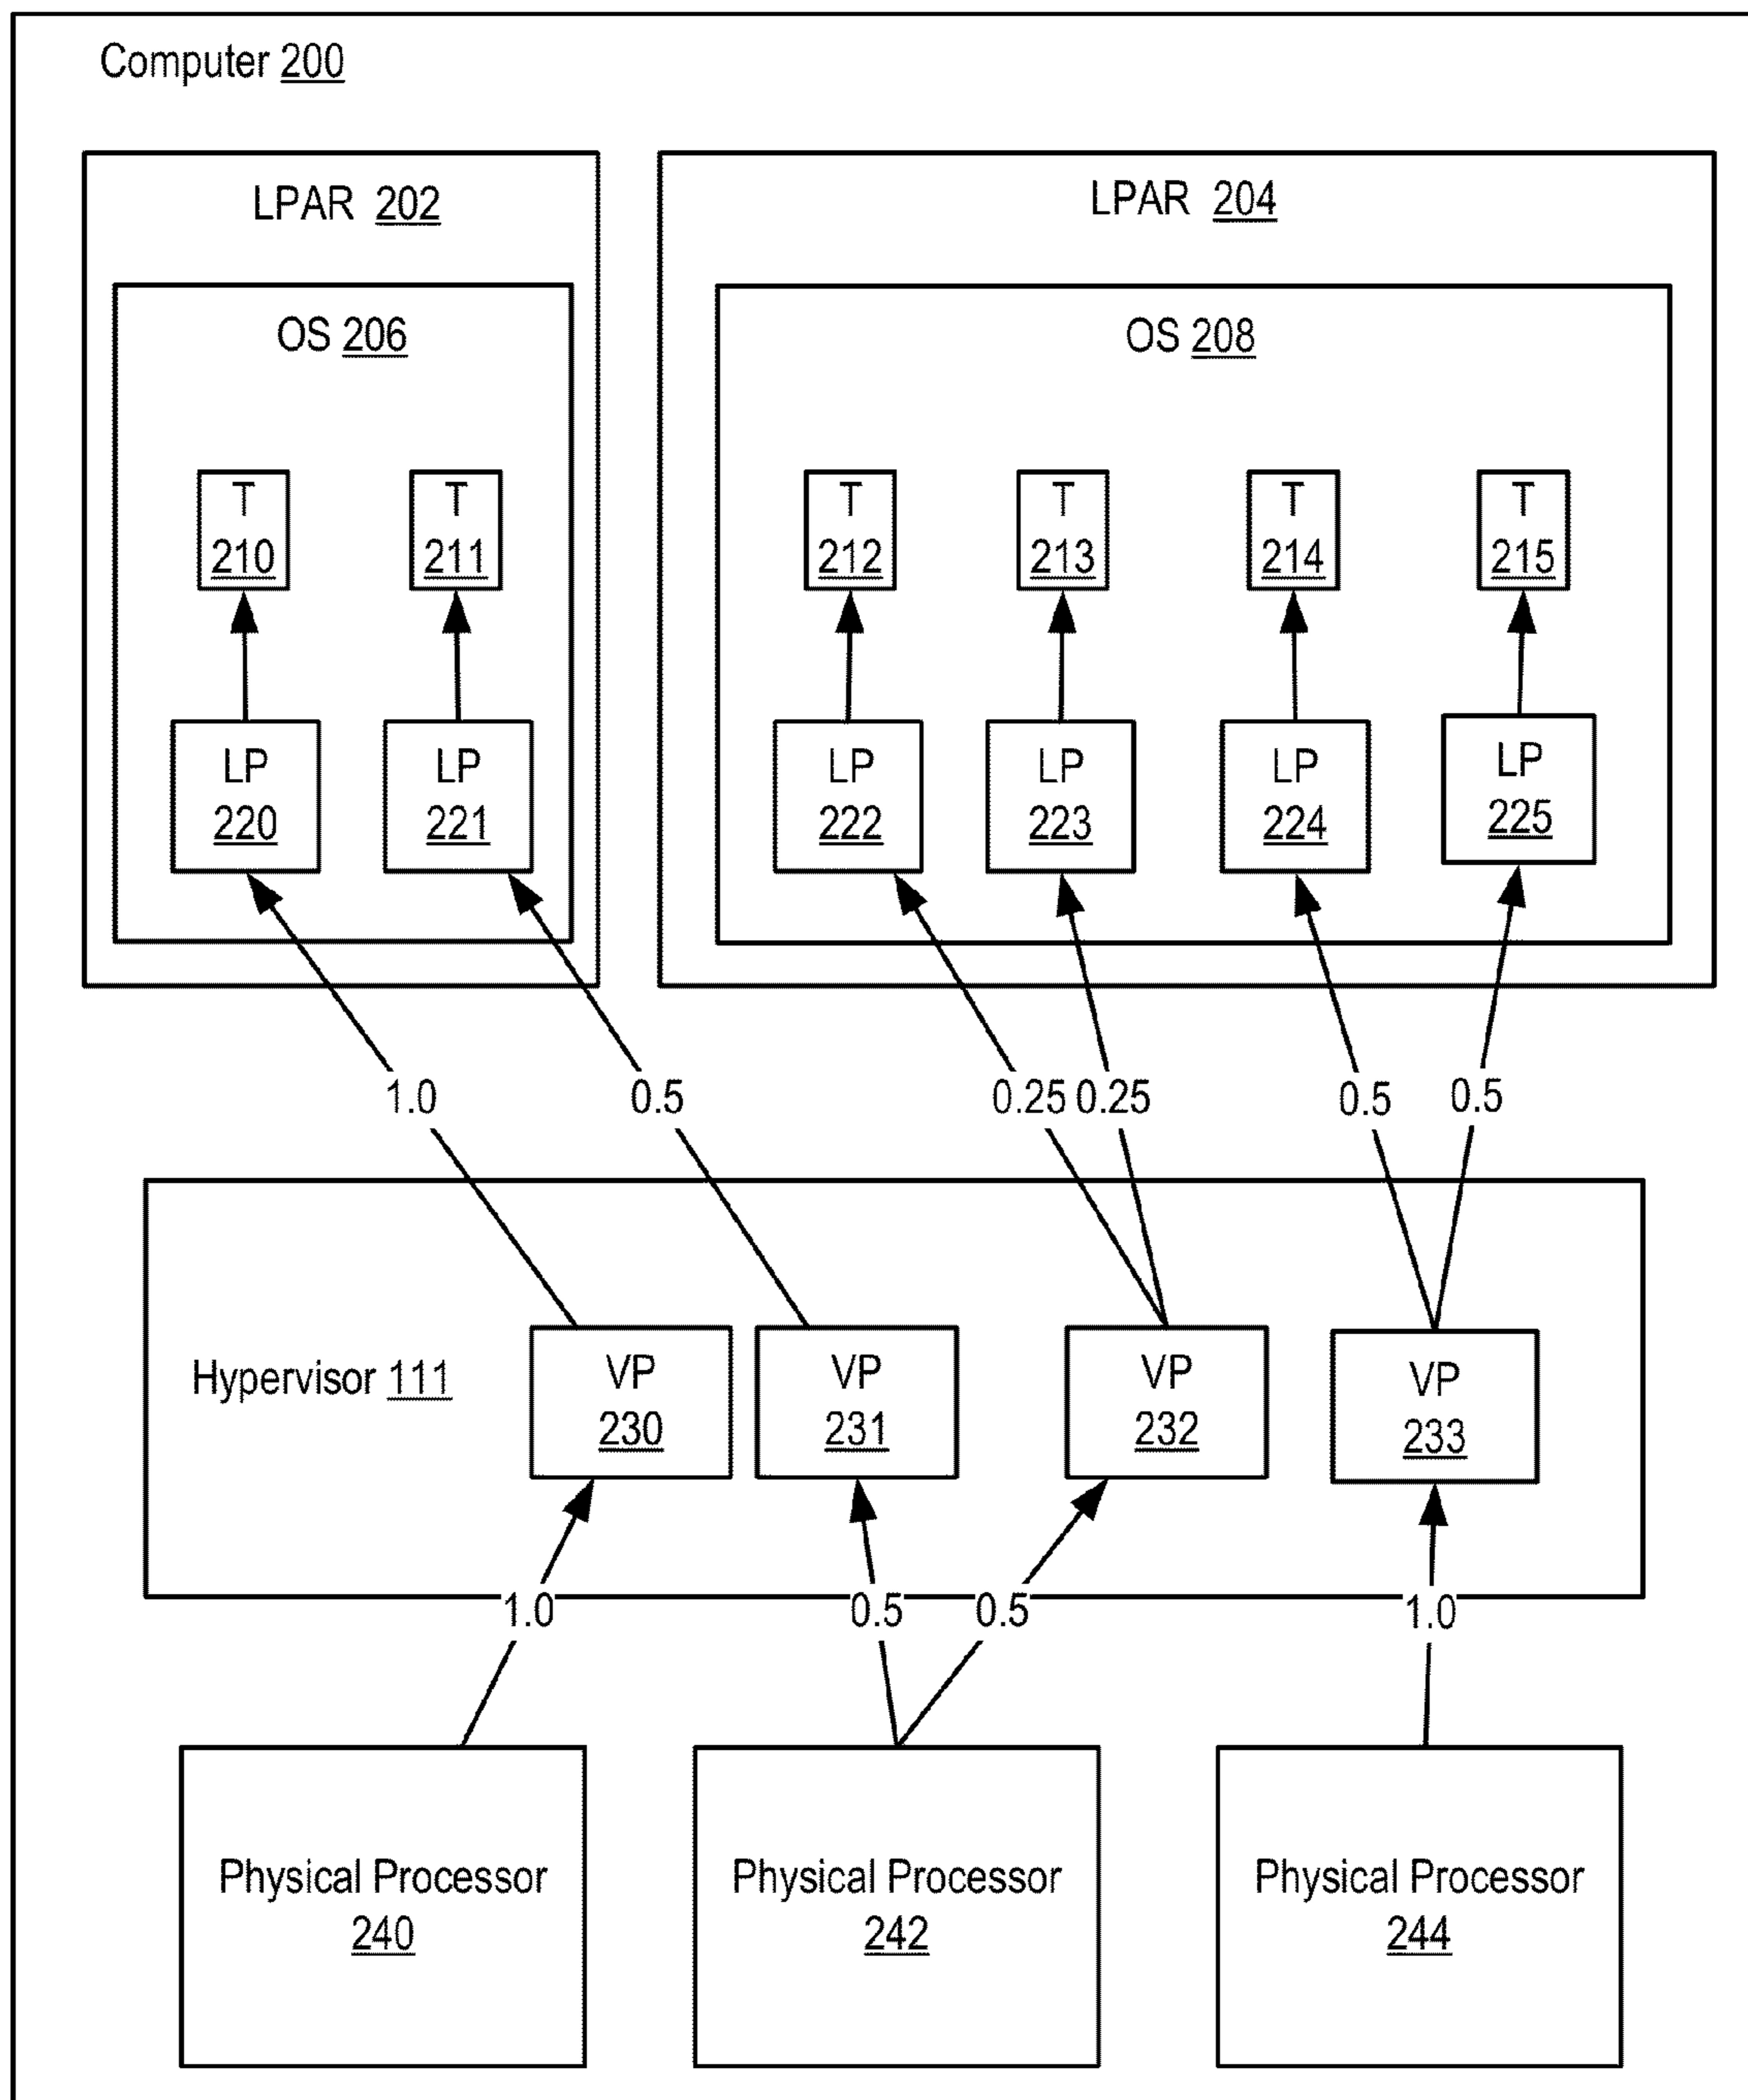 Computer 200
LPAR 202
LPAR 204
OS 206
OS 208
T
210
T
211
T
212
T
213
T
214
T
215
LP
220
LP
221
LP
222
LP
223
LP
224
LP
225
1.0
0.5
0.25
0.25
0.5
0.5
Hypervisor 111
VP
230
VP
231
VP
232
VP
233
1.0
0.5
0.5
1.0
Physical Processor
240
Physical Processor
242
Physical Processor
244